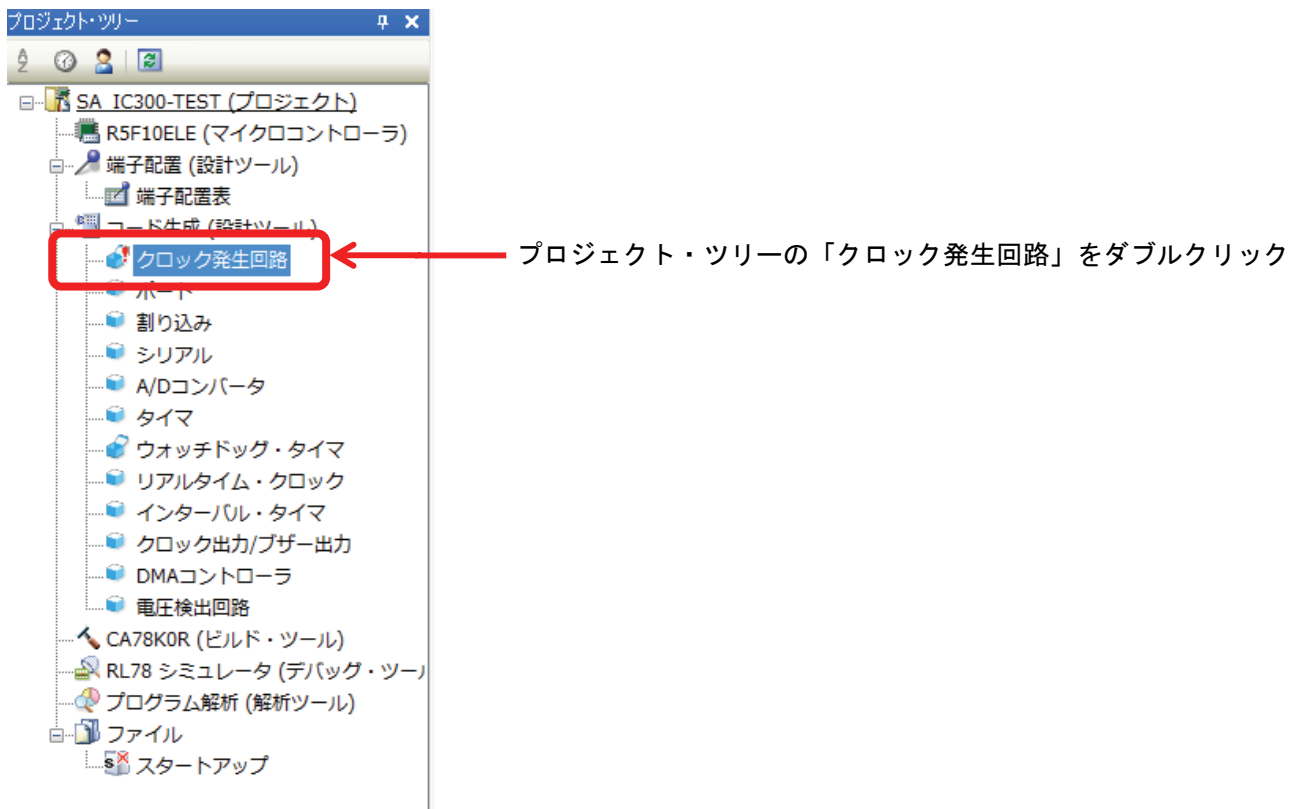 プロジェクト・ツリー
SA_IC300-TEST (プロジェクト)
R5F10ELE (マイクロコントローラ)
端子配置 (設計ツール)
端子配置表
コード生成 (設計ツール)
クロック発生回路
プロジェクト・ツリーの「クロック発生回路」をダブルクリック
ポート
割り込み
シリアル
A/Dコンバータ
タイマ
ウォッチドッグ・タイマ
リアルタイム・クロック
インターバル・タイマ
クロック出力/ブザー出力
DMAコントローラ
電圧検出回路
CA78K0R (ビルド・ツール)
RL78 シミュレータ (デバッグ・ツー
プログラム解析 (解析ツール)
ファイル
スタートアップ